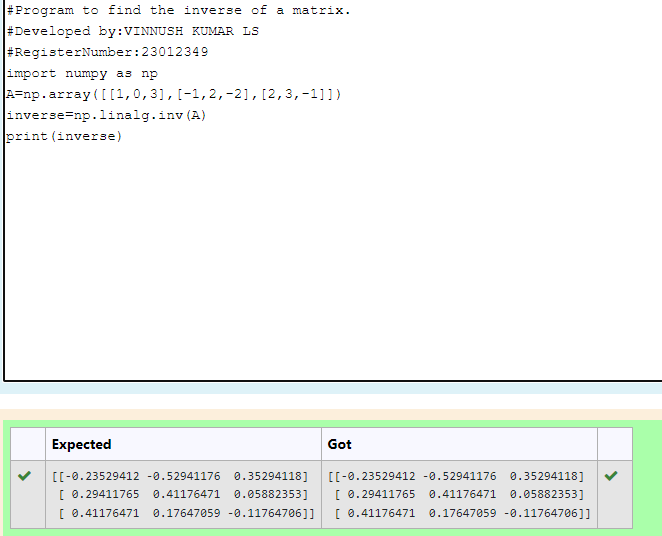 #Program to find the inverse of a matrix.
#Developed by:VINNUSH KUMAR LS
#RegisterNumber:23012349
import numpy as np
A=np.array([[1,0,3],[-1,2,-2],[2,3,-1]])
inverse=np.linalg.inv(A)
print(inverse)
Expected Got
[[-0.23529412 -0.52941176  0.35294118] [[-0.23529412 -0.52941176  0.35294118]
[ 0.29411765  0.41176471  0.05882353] [ 0.29411765  0.41176471  0.05882353]
[ 0.41176471  0.17647059 -0.11764706]] [ 0.41176471  0.17647059 -0.11764706]]